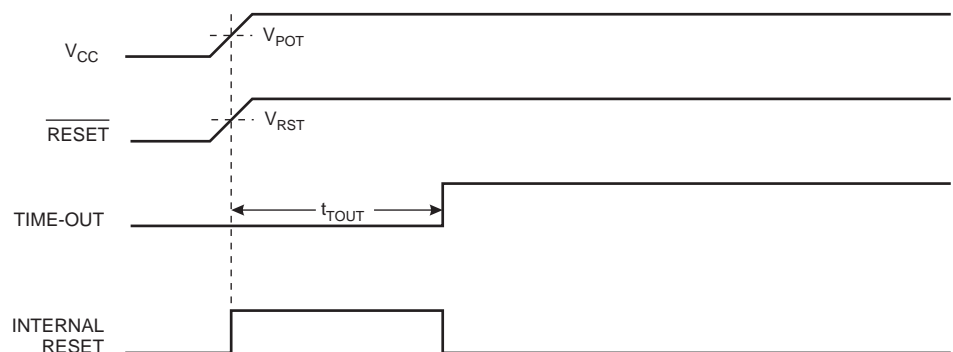 V_CC
V_POT
RESET
V_RST
TIME-OUT
t_TOUT
INTERNAL
RESET